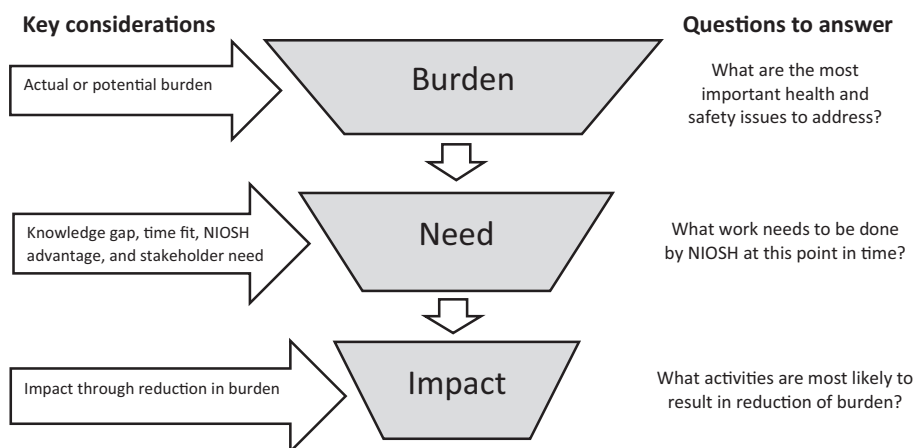 Key considerations
Questions to answer
Actual or potential burden
Burden
What are the most
important health and
safety issues to address?
Knowledge gap, time fit, NIOSH
advantage, and stakeholder need
Need
What work needs to be done
by NIOSH at this point in time?
Impact through reduction in burden
Impact
What activities are most likely to
result in reduction of burden?